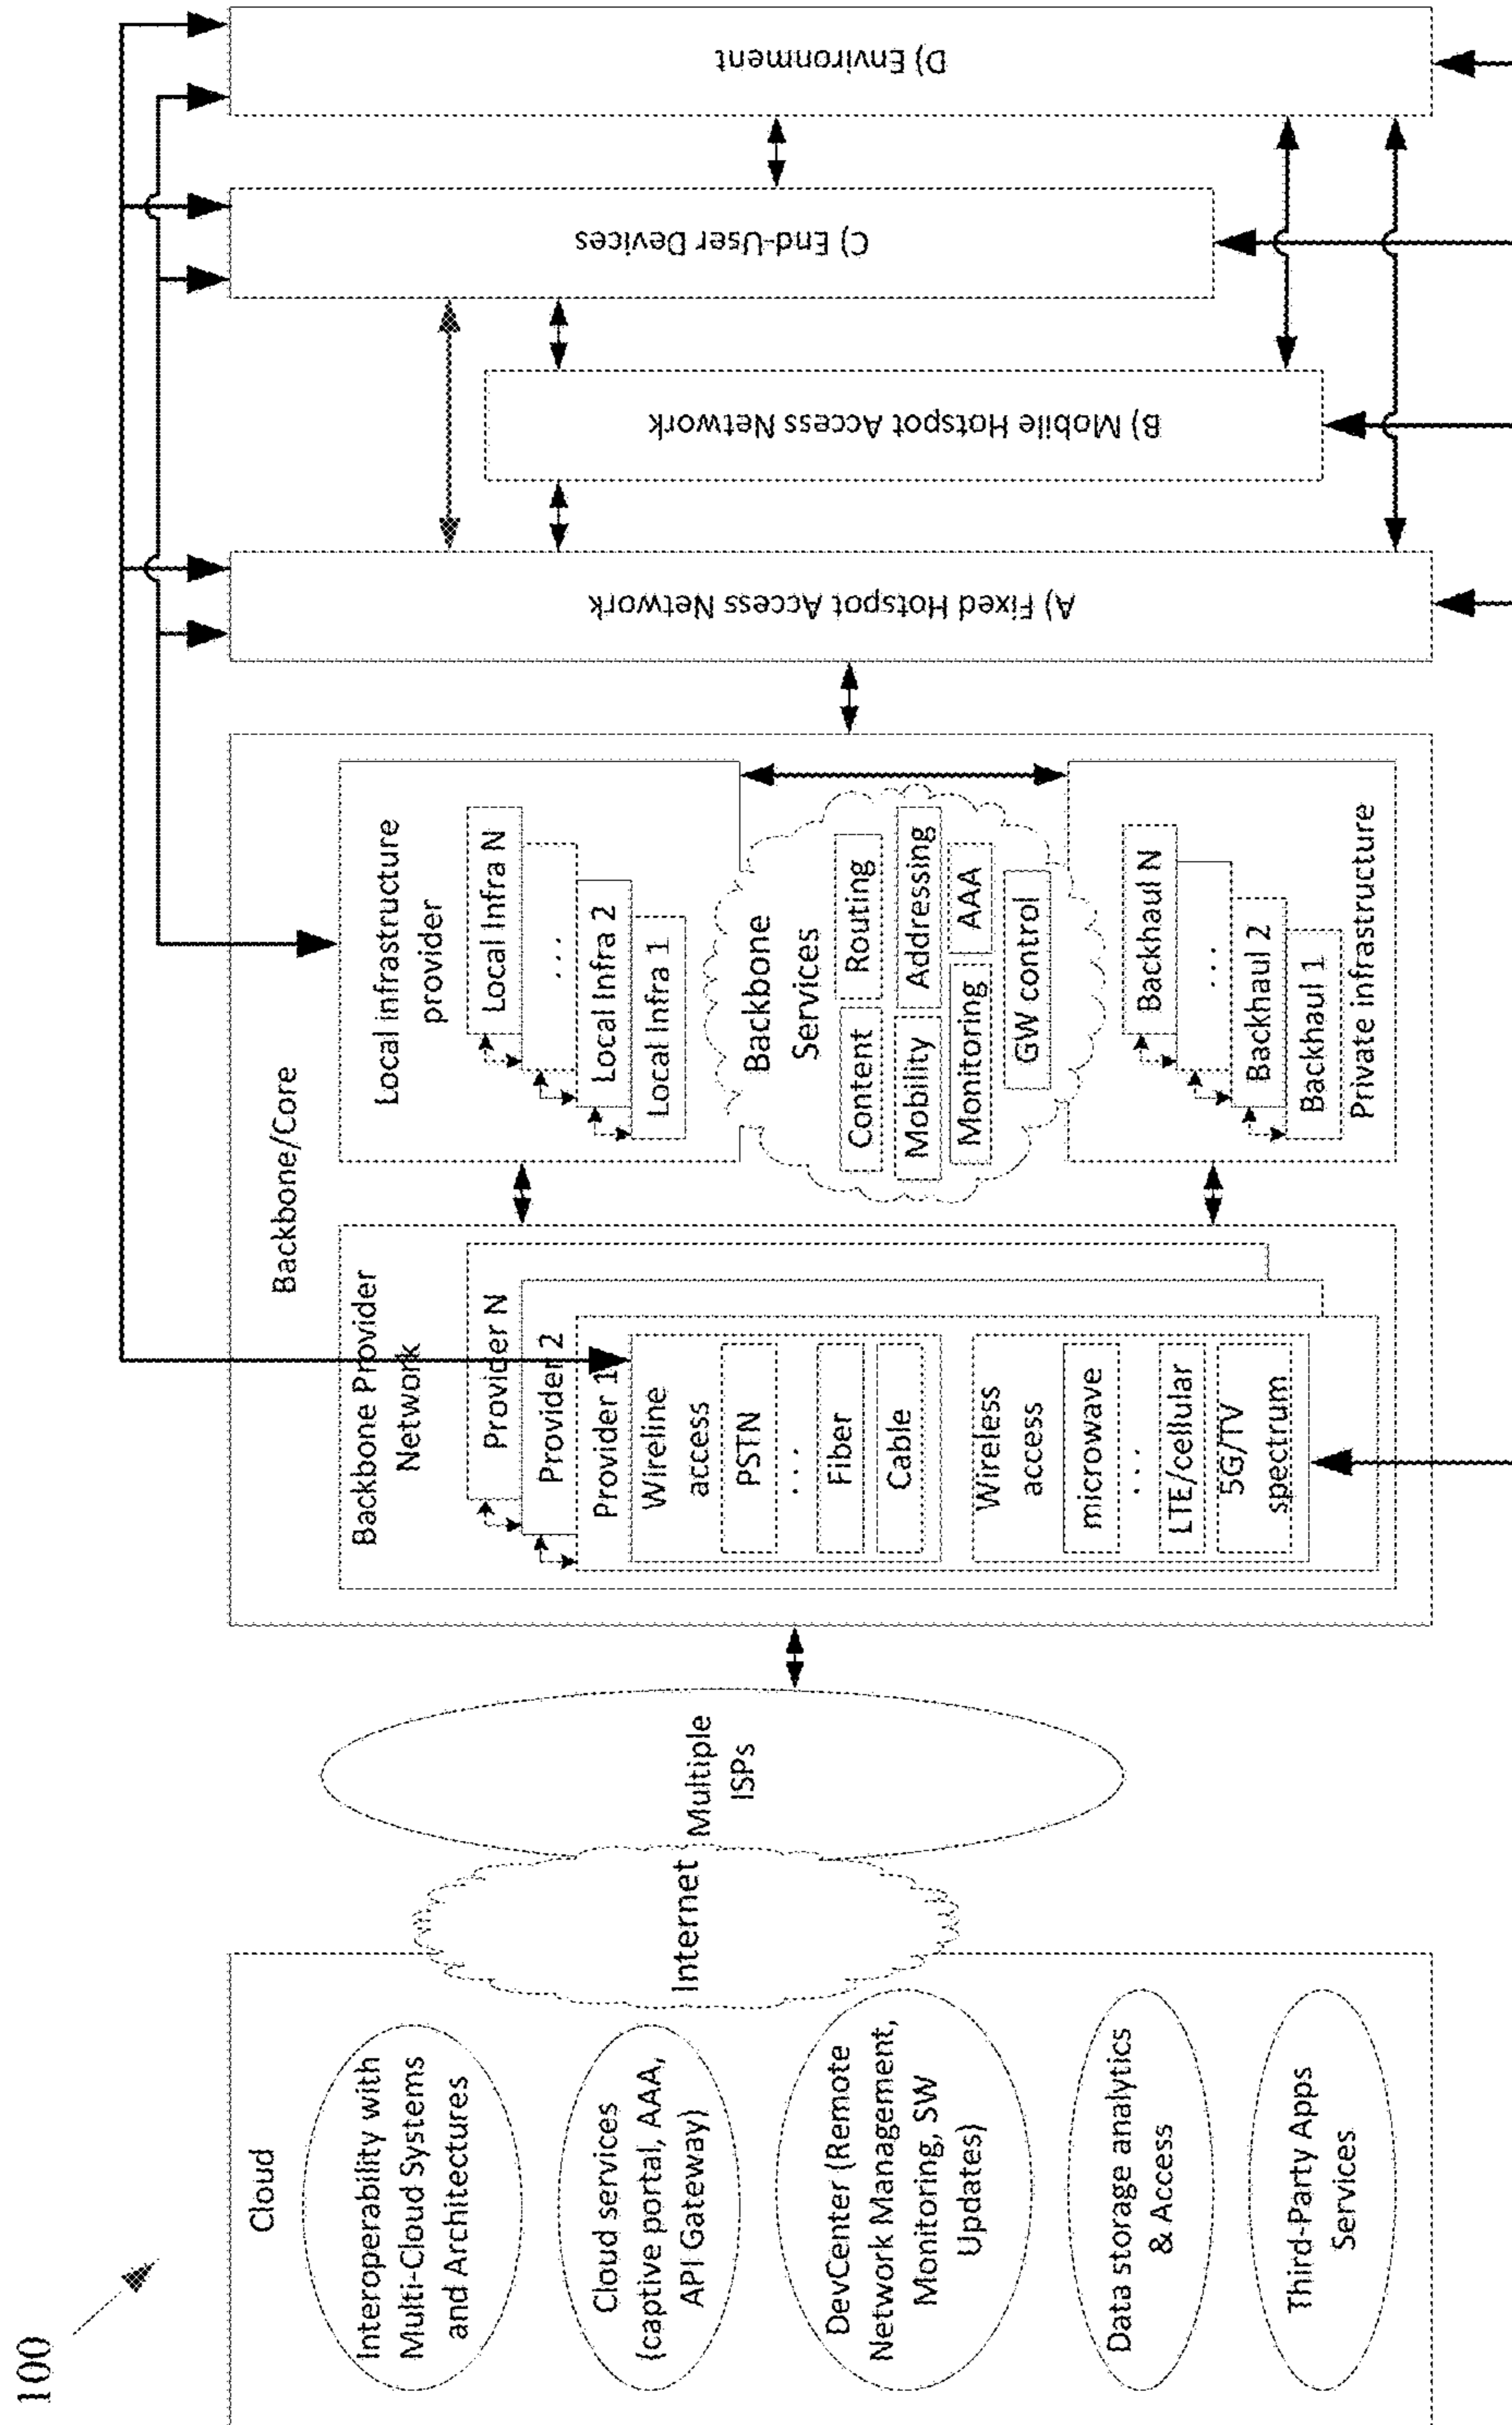 100
Cloud
Interoperability with
Multi-Cloud Systems
and Architectures
Cloud services
(captive portal, AAA,
API Gateway)
DevCenter (Remote
Network Management,
Monitoring, SW
Updates)
Data storage analytics
& Access
Third-Party Apps
Services
Internet
Multiple
ISPs
Backbone/Core
Backbone Provider
Network
Provider N
Provider 2
Provider 1
Wireline
access
PSTN
...
Fiber
Cable
Wireless
access
microwave
...
LTE/cellular
5G/TV
spectrum
Local infrastructure
provider
Local Infra N
...
Local Infra 2
Local Infra 1
Backbone
Services
Content
Routing
Mobility
Addressing
Monitoring
AAA
GW control
Backhaul N
...
Backhaul 2
Backhaul 1
Private infrastructure
A) Fixed Hotspot Access Network
B) Mobile Hotspot Access Network
C) End-User Devices
D) Environment